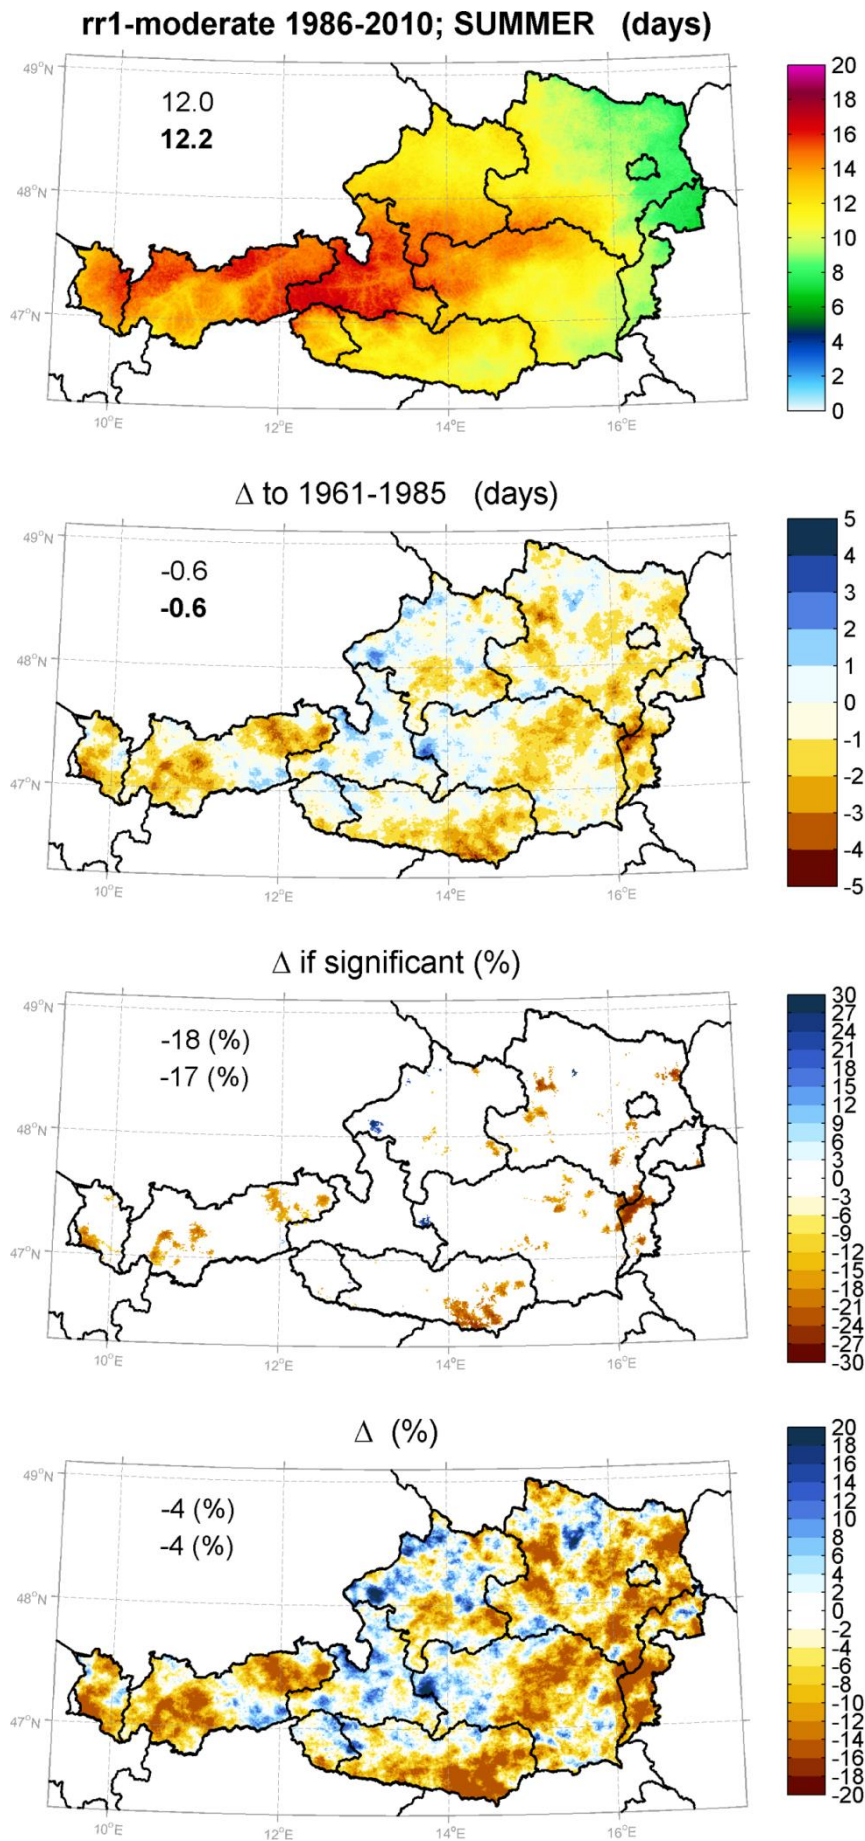 rr1-moderate 1986-2010; SUMMER (days)
12.0
12.2
49°N
48°N
47°N
10°E
12°E
14°E
16°E
20
18
16
14
12
10
8
6
4
2
0
Δ to 1961-1985 (days)
-0.6
-0.6
49°N
48°N
47°N
10°E
12°E
14°E
16°E
5
4
3
2
1
0
-1
-2
-3
-4
-5
Δ if significant (%)
-18 (%)
-17 (%)
49°N
48°N
47°N
10°E
12°E
14°E
16°E
30
27
24
21
18
15
12
9
6
3
0
-3
-6
-9
-12
-15
-18
-21
-24
-27
-30
Δ (%)
-4 (%)
-4 (%)
49°N
48°N
47°N
10°E
12°E
14°E
16°E
20
18
16
14
12
10
8
6
4
2
0
-2
-4
-6
-8
-10
-12
-14
-16
-18
-20